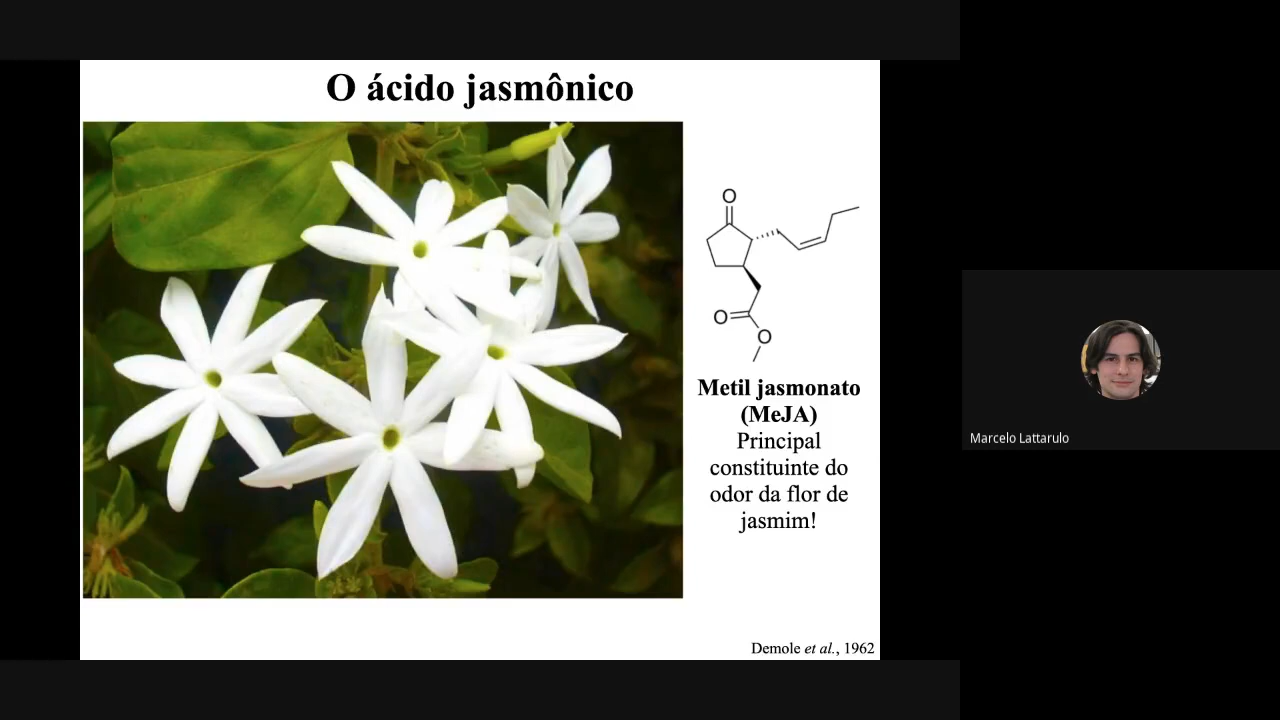 O ácido jasmônico
O
O
O
Metil jasmonato
(MeJA)
Principal
constituinte do
odor da flor de
jasmim!
Marcelo Lattarulo
Demole et al., 1962